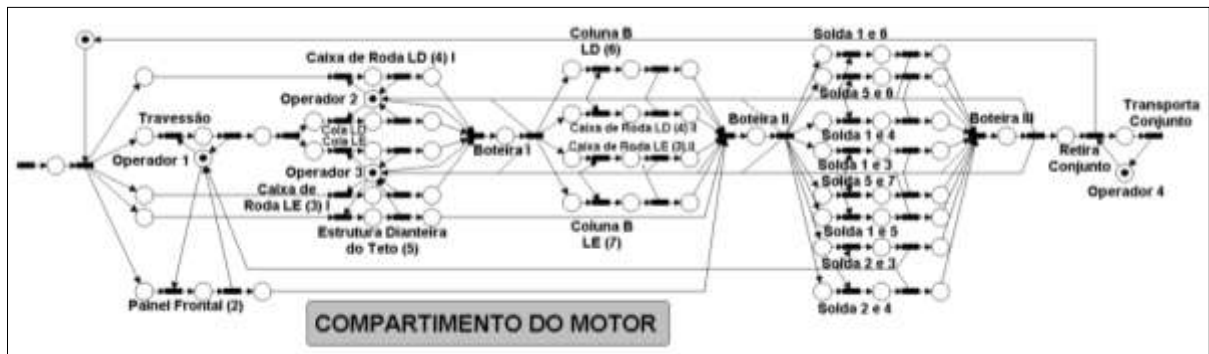 Caixa de Roda LD (4) I
Operador 2
Travessão
Operador 1
Cola LD
Cola LE
Operador 3
Caixa de
Roda LE (3) I
Estrutura Dianteira
do Teto (5)
Painel Frontal (2)
Boteira I
Coluna B
LD (6)
Caixa de Roda LD (4) II
Caixa de Roda LE (3) II
Coluna B
LE (7)
Boteira II
Solda 1 e 6
Solda 5 e 6
Solda 1 e 4
Solda 1 e 3
Solda 5 e 7
Solda 1 e 5
Solda 2 e 3
Solda 2 e 4
Boteira III
Retira
Conjunto
Transporta
Conjunto
Operador 4
COMPARTIMENTO DO MOTOR